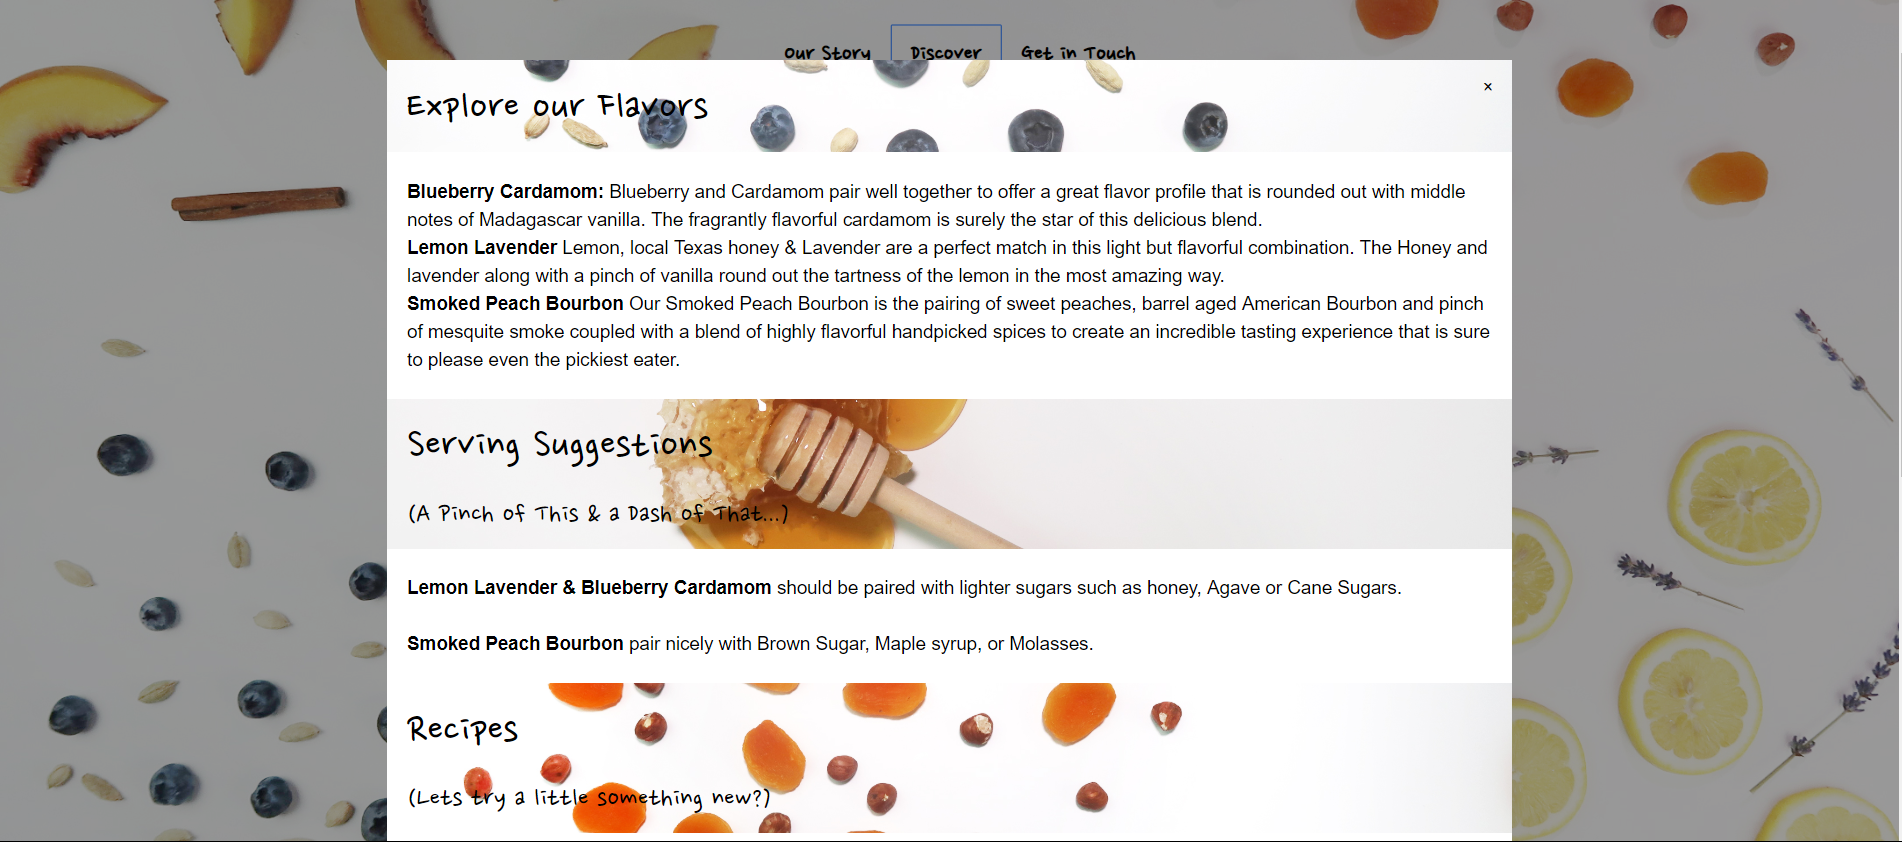 Our Story Discover Get in Touch
Explore our Flavors
×
Blueberry Cardamom: Blueberry and Cardamom pair well together to offer a great flavor profile that is rounded out with middle
notes of Madagascar vanilla. The fragrantly flavorful cardamom is surely the star of this delicious blend.
Lemon Lavender Lemon, local Texas honey & Lavender are a perfect match in this light but flavorful combination. The Honey and
lavender along with a pinch of vanilla round out the tartness of the lemon in the most amazing way.
Smoked Peach Bourbon Our Smoked Peach Bourbon is the pairing of sweet peaches, barrel aged American Bourbon and pinch
of mesquite smoke coupled with a blend of highly flavorful handpicked spices to create an incredible tasting experience that is sure
to please even the pickiest eater.
Serving Suggestions
(A Pinch of This & a Dash of That...)
Lemon Lavender & Blueberry Cardamom should be paired with lighter sugars such as honey, Agave or Cane Sugars.
Smoked Peach Bourbon pair nicely with Brown Sugar, Maple syrup, or Molasses.
Recipes
(Lets try a little something new?)